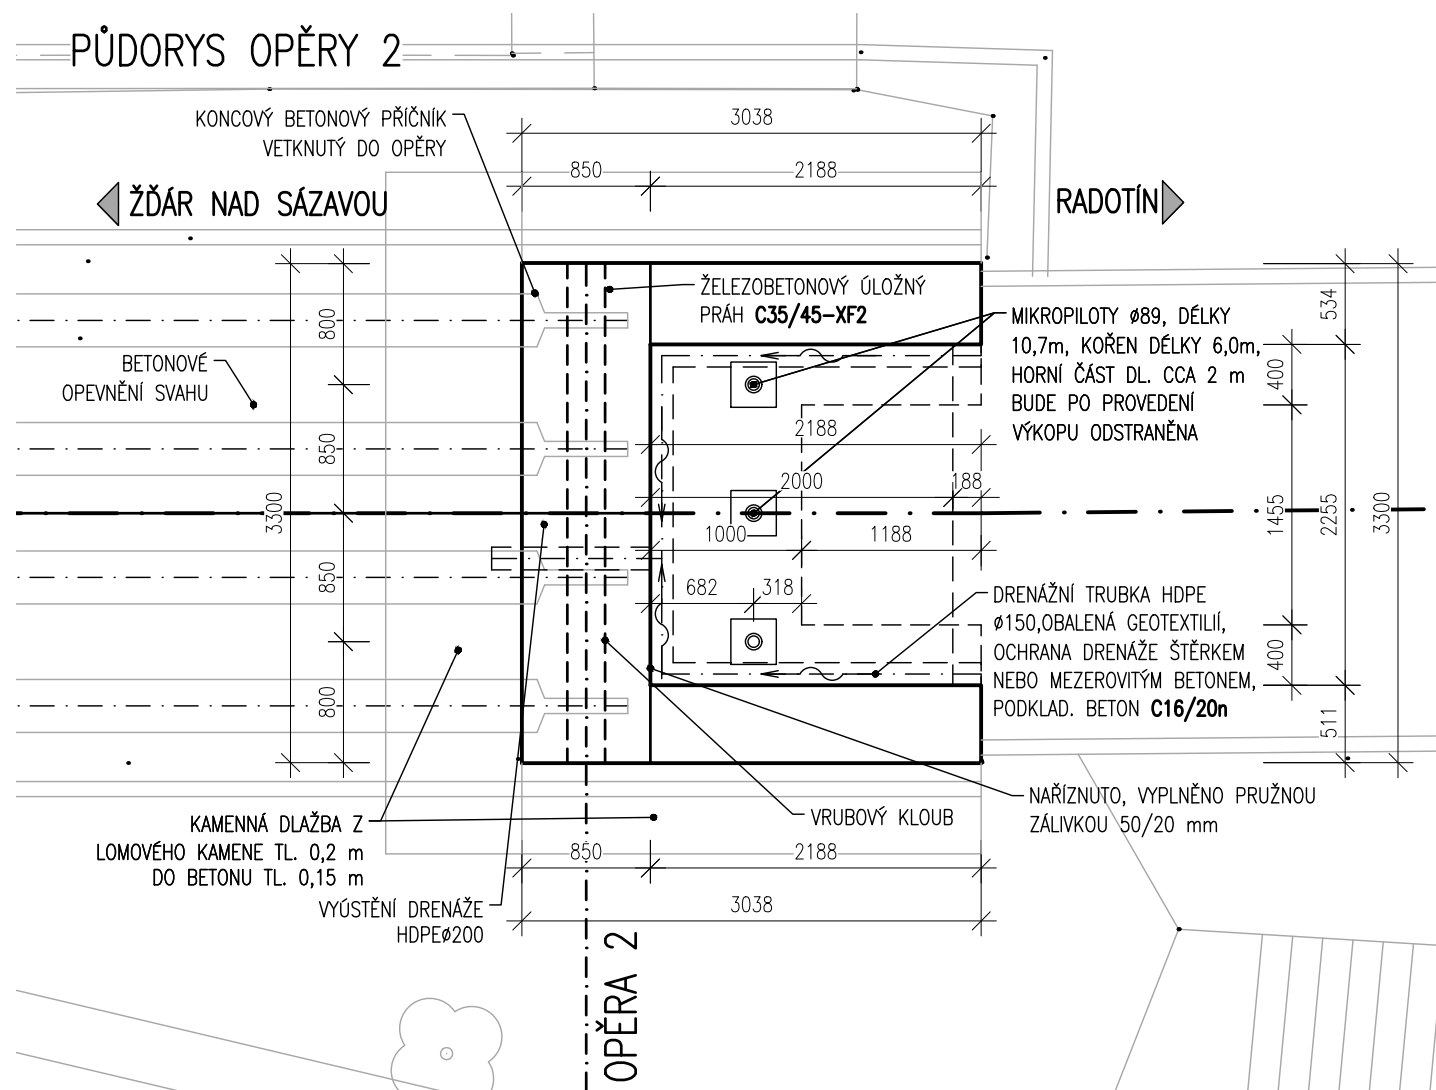 PŮDORYS OPĚRY 2
KONCOVÝ BETONOVÝ PŘÍČNÍK
VETKNUTÝ DO OPĚRY
3038
850
2188
ŽĎÁR NAD SÁZAVOU
RADOTÍN
ŽELEZOBETONOVÝ ÚLOŽNÝ
PRÁH C35/45-XF2
MIKROPILOTY ø89, DÉLKY
10,7m, KOŘEN DÉLKY 6,0m,
HORNÍ ČÁST DL. CCA 2 m
BUDE PO PROVEDENÍ
VÝKOPU ODSTRANĚNA
BETONOVÉ
OPEVNĚNÍ SVAHU
800
850
3300
850
800
2188
2000
188
1000
1188
682
318
534
400
1455
2255
3300
400
511
DRENÁŽNÍ TRUBKA HDPE
ø150,OBALENÁ GEOTEXTILIÍ,
OCHRANA DRENÁŽE ŠTĚRKEM
NEBO MEZEROVITÝM BETONEM,
PODKLAD. BETON C16/20n
NAŘÍZNUTO, VYPLNĚNO PRUŽNOU
ZÁLIVKOU 50/20 mm
VRUBOVÝ KLOUB
KAMENNÁ DLAŽBA Z
LOMOVÉHO KAMENE TL. 0,2 m
DO BETONU TL. 0,15 m
850
2188
VYÚSTĚNÍ DRENÁŽE
HDPEø200
3038
OPĚRA 2